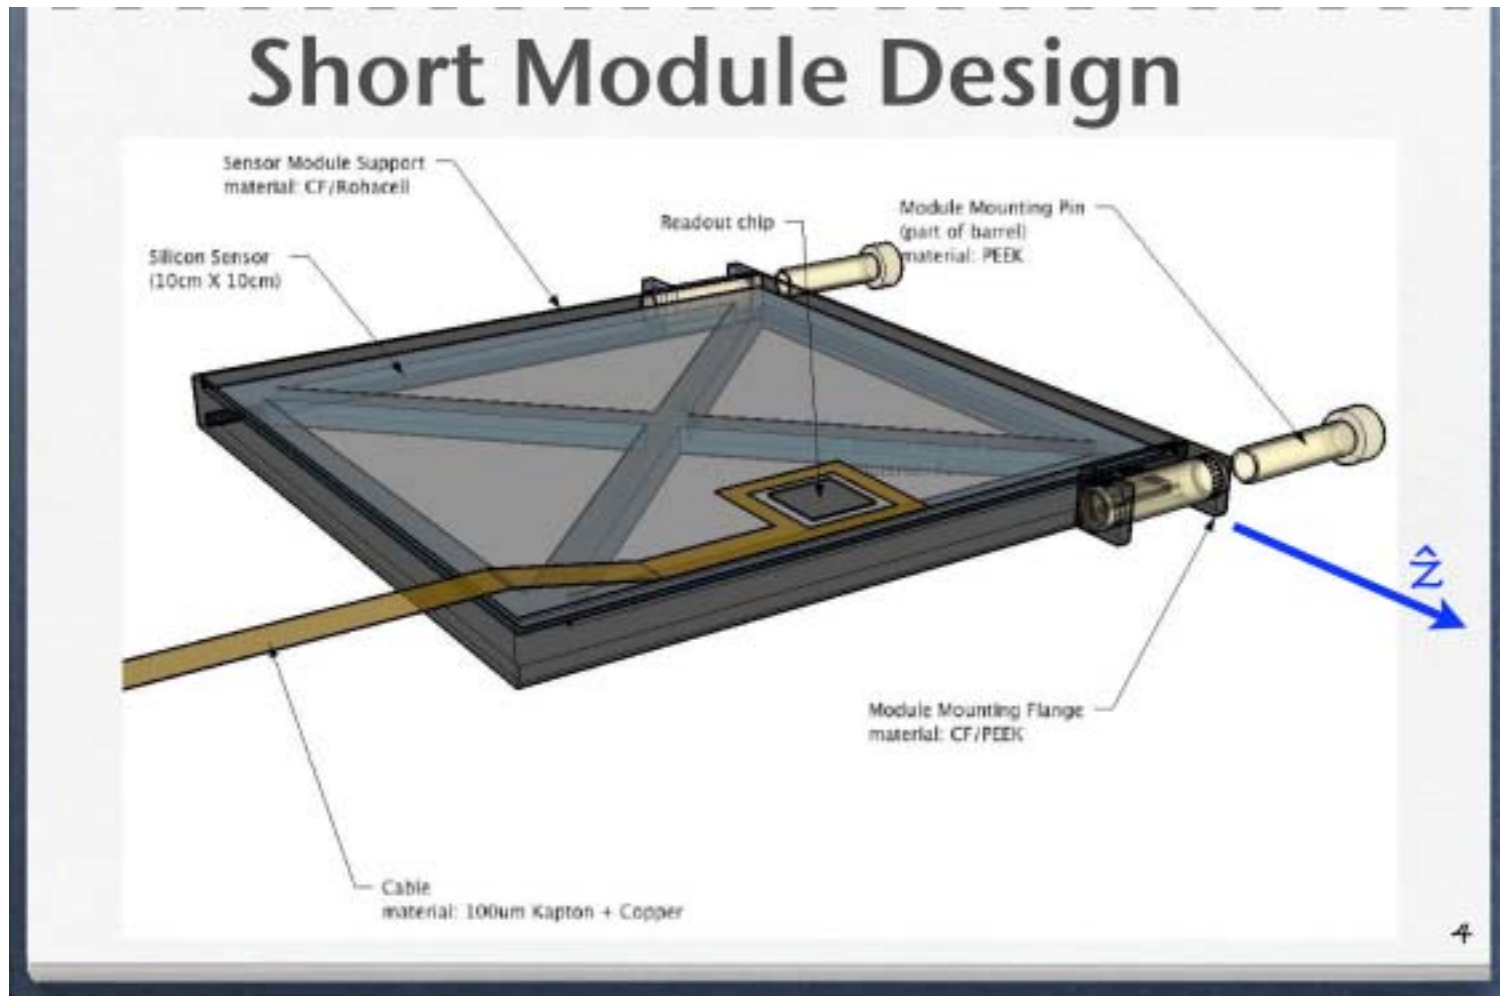 Short Module Design
Sensor Module Support
material: CF/Rohacell
Silicon Sensor
(10cm X 10cm)
Readout chip
Module Mounting Pin
(part of barrel)
material: PEEK
ẑ
Module Mounting Flange
material: CF/PEEK
Cable
material: 100um Kapton + Copper
4